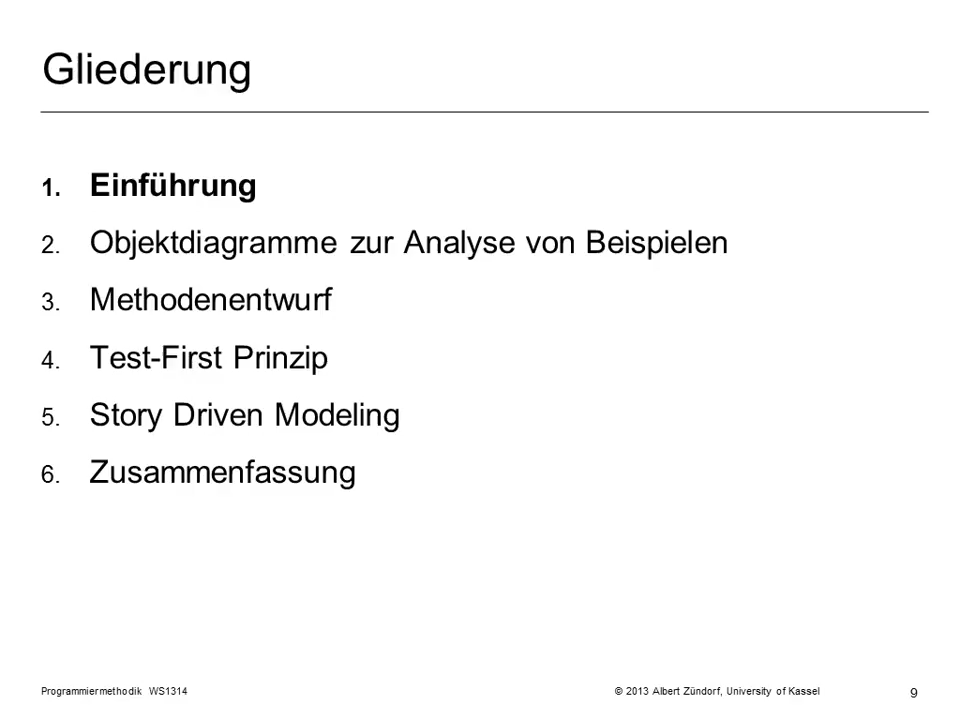 Gliederung
1. Einführung
2. Objektdiagramme zur Analyse von Beispielen
3. Methodenentwurf
4. Test-First Prinzip
5. Story Driven Modeling
6. Zusammenfassung
Programmiermethodik WS1314 © 2013 Albert Zündorf, University of Kassel 9